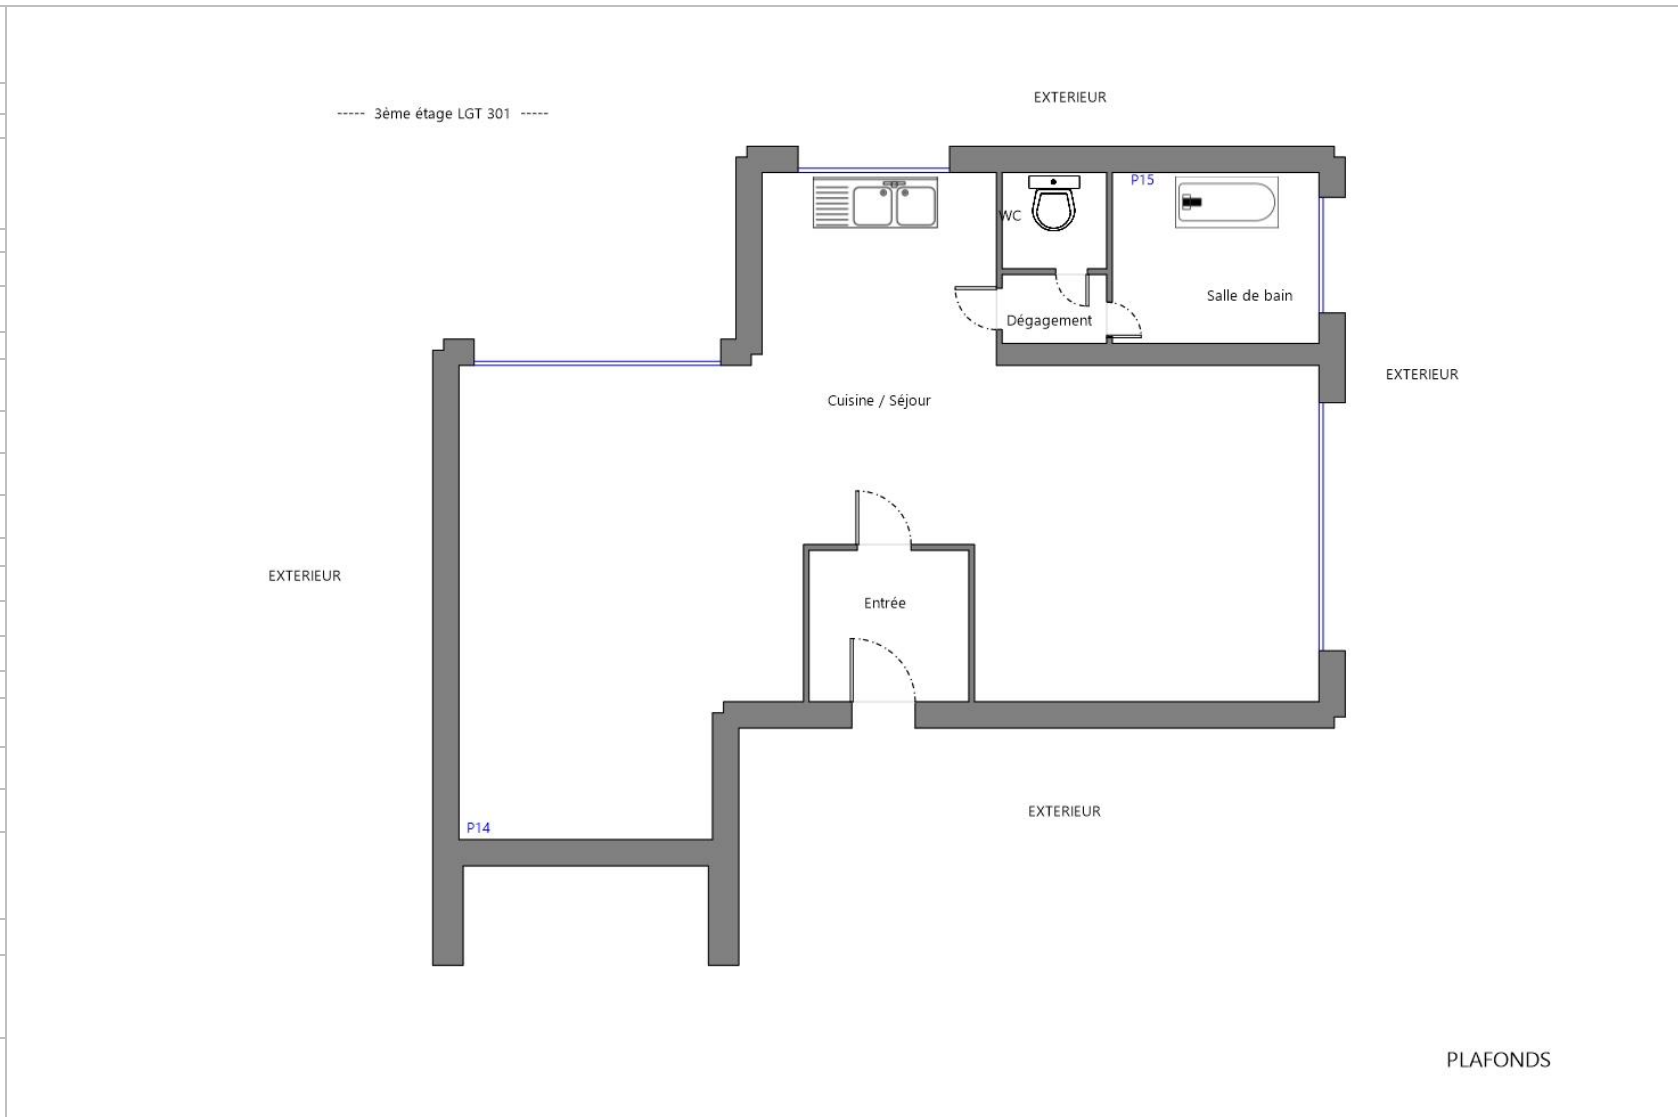 EXTERIEUR
----- 3ème étage LGT 301 -----
P15
WC
Salle de bain
Dégagement
EXTERIEUR
Cuisine / Séjour
EXTERIEUR
Entrée
EXTERIEUR
P14
PLAFONDS